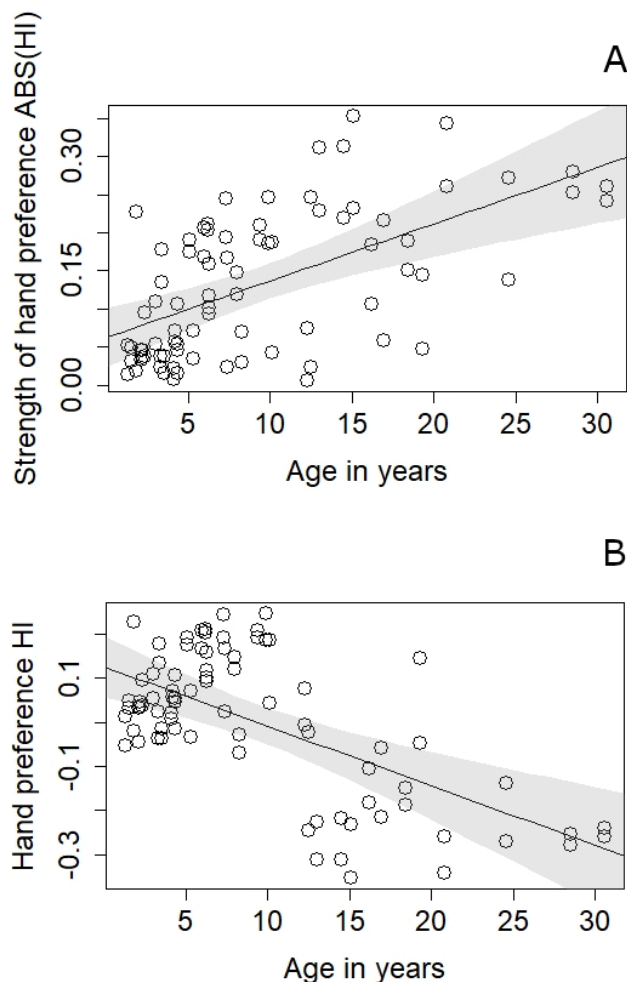 A
Strength of hand preference ABS(HI)
0.30
0.15
0.00
5 10 15 20 25 30
Age in years
B
Hand preference HI
0.1
-0.1
-0.3
5 10 15 20 25 30
Age in years